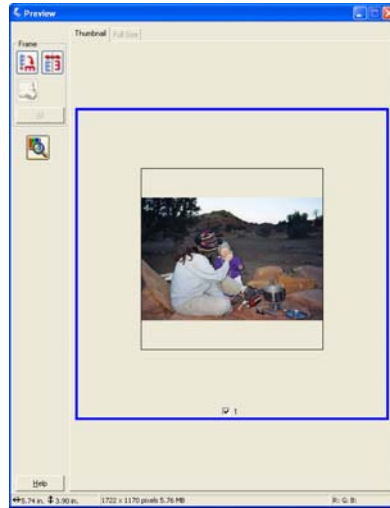 Preview
Thumbnail Full Size
Frame
All
1
Help
5.74 in. 3.90 in. 1722 x 1170 pixels 5.76 MB R: G: B: